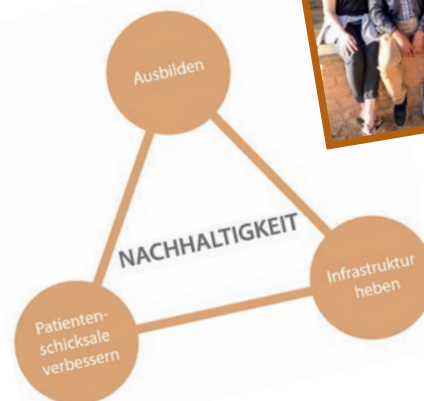 Ausbilden
NACHHALTIGKEIT
Infrastruktur
heben
Patienten-
schicksale
verbessern